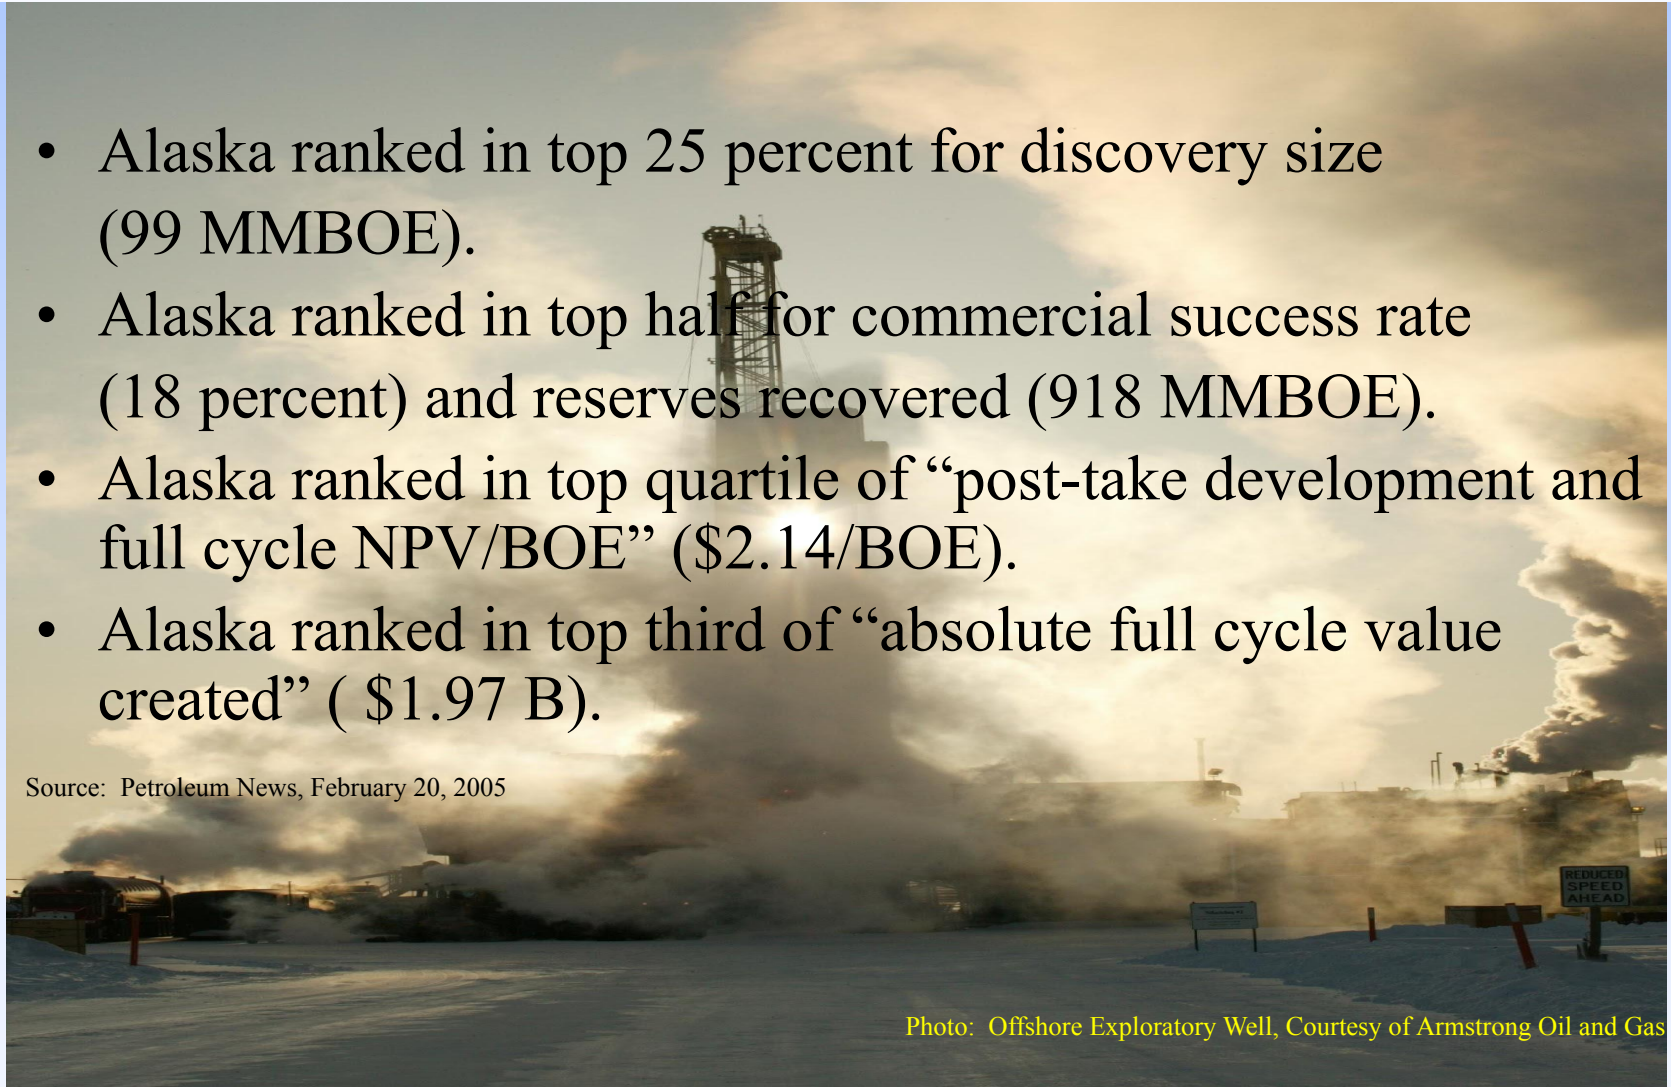 • Alaska ranked in top 25 percent for discovery size
(99 MMBOE).
• Alaska ranked in top half for commercial success rate
(18 percent) and reserves recovered (918 MMBOE).
• Alaska ranked in top quartile of “post-take development and
full cycle NPV/BOE” ($2.14/BOE).
• Alaska ranked in top third of “absolute full cycle value
created” ( $1.97 B).
Source:  Petroleum News, February 20, 2005
REDUCED
SPEED
AHEAD
Photo:  Offshore Exploratory Well, Courtesy of Armstrong Oil and Gas